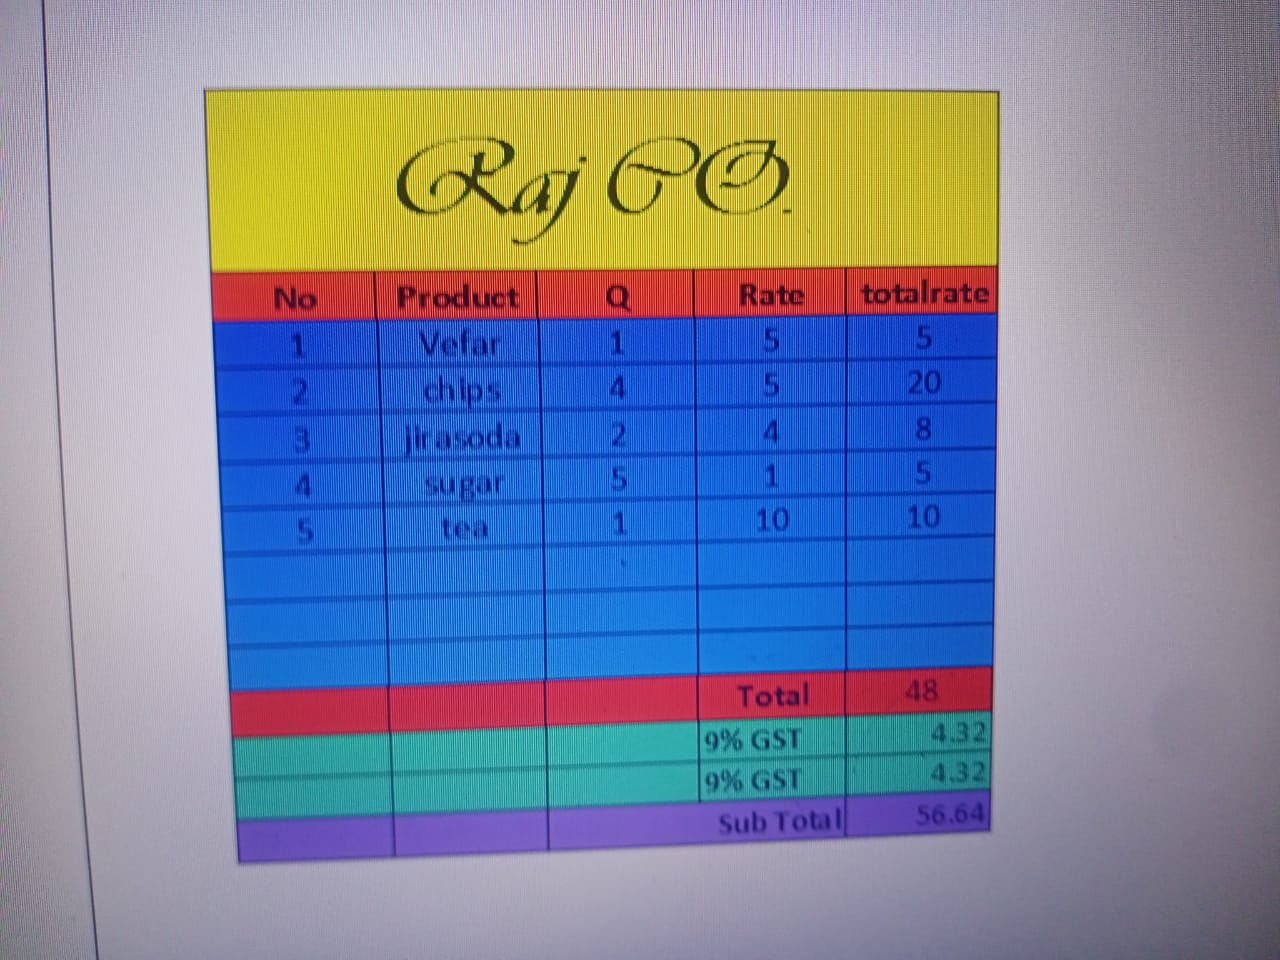 Raj CO.
No Product Q Rate totalrate
1 Vefar 1 5 5
2 chips 4 5 20
3 jirasoda 2 4 8
4 sugar 5 1 5
5 tea 1 10 10
Total 48
9% GST 4.32
9% GST 4.32
Sub Total 56.64